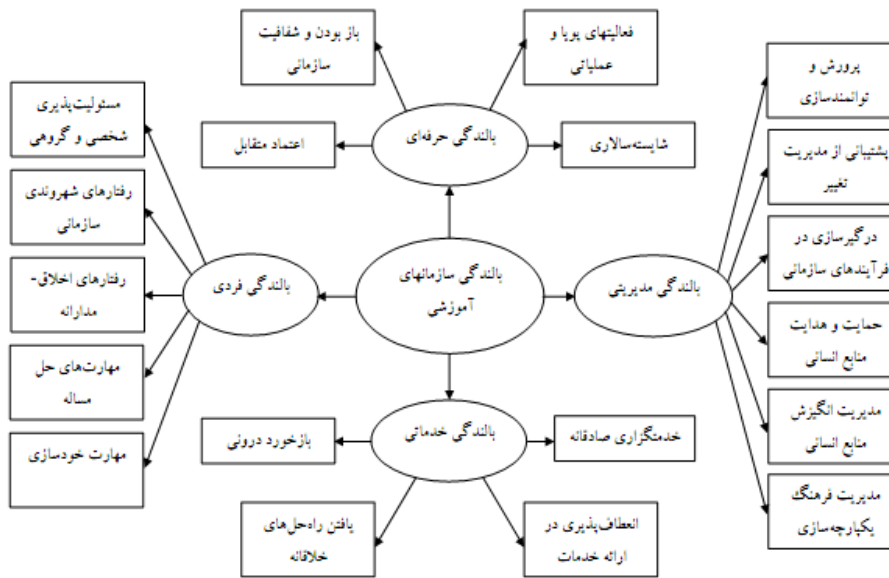 فعالیتهای پویا و
عملیاتی
باز بودن و شفافیت
سازمانی
بالندگی حرفه‌ای
شایسته‌سالاری
اعتماد متقابل
پرورش و
توانمندسازی
پشتیبانی از مدیریت
تغییر
درگیرسازی در
فرآیندهای سازمانی
حمایت و هدایت
منابع انسانی
مدیریت انگیزش
منابع انسانی
مدیریت فرهنگ
یکپارچه‌سازی
بالندگی مدیریتی
بالندگی سازمانهای
آموزشی
بالندگی فردی
مسئولیت‌پذیری
شخصی و گروهی
رفتارهای شهروندی
سازمانی
رفتارهای اخلاق-
مدارانه
مهارت‌های حل
مساله
مهارت خودسازی
بالندگی خدماتی
خدمتگزاری صادقانه
بازخورد درونی
انعطاف‌پذیری در
ارائه خدمات
یافتن راه‌حل‌های
خلاقانه